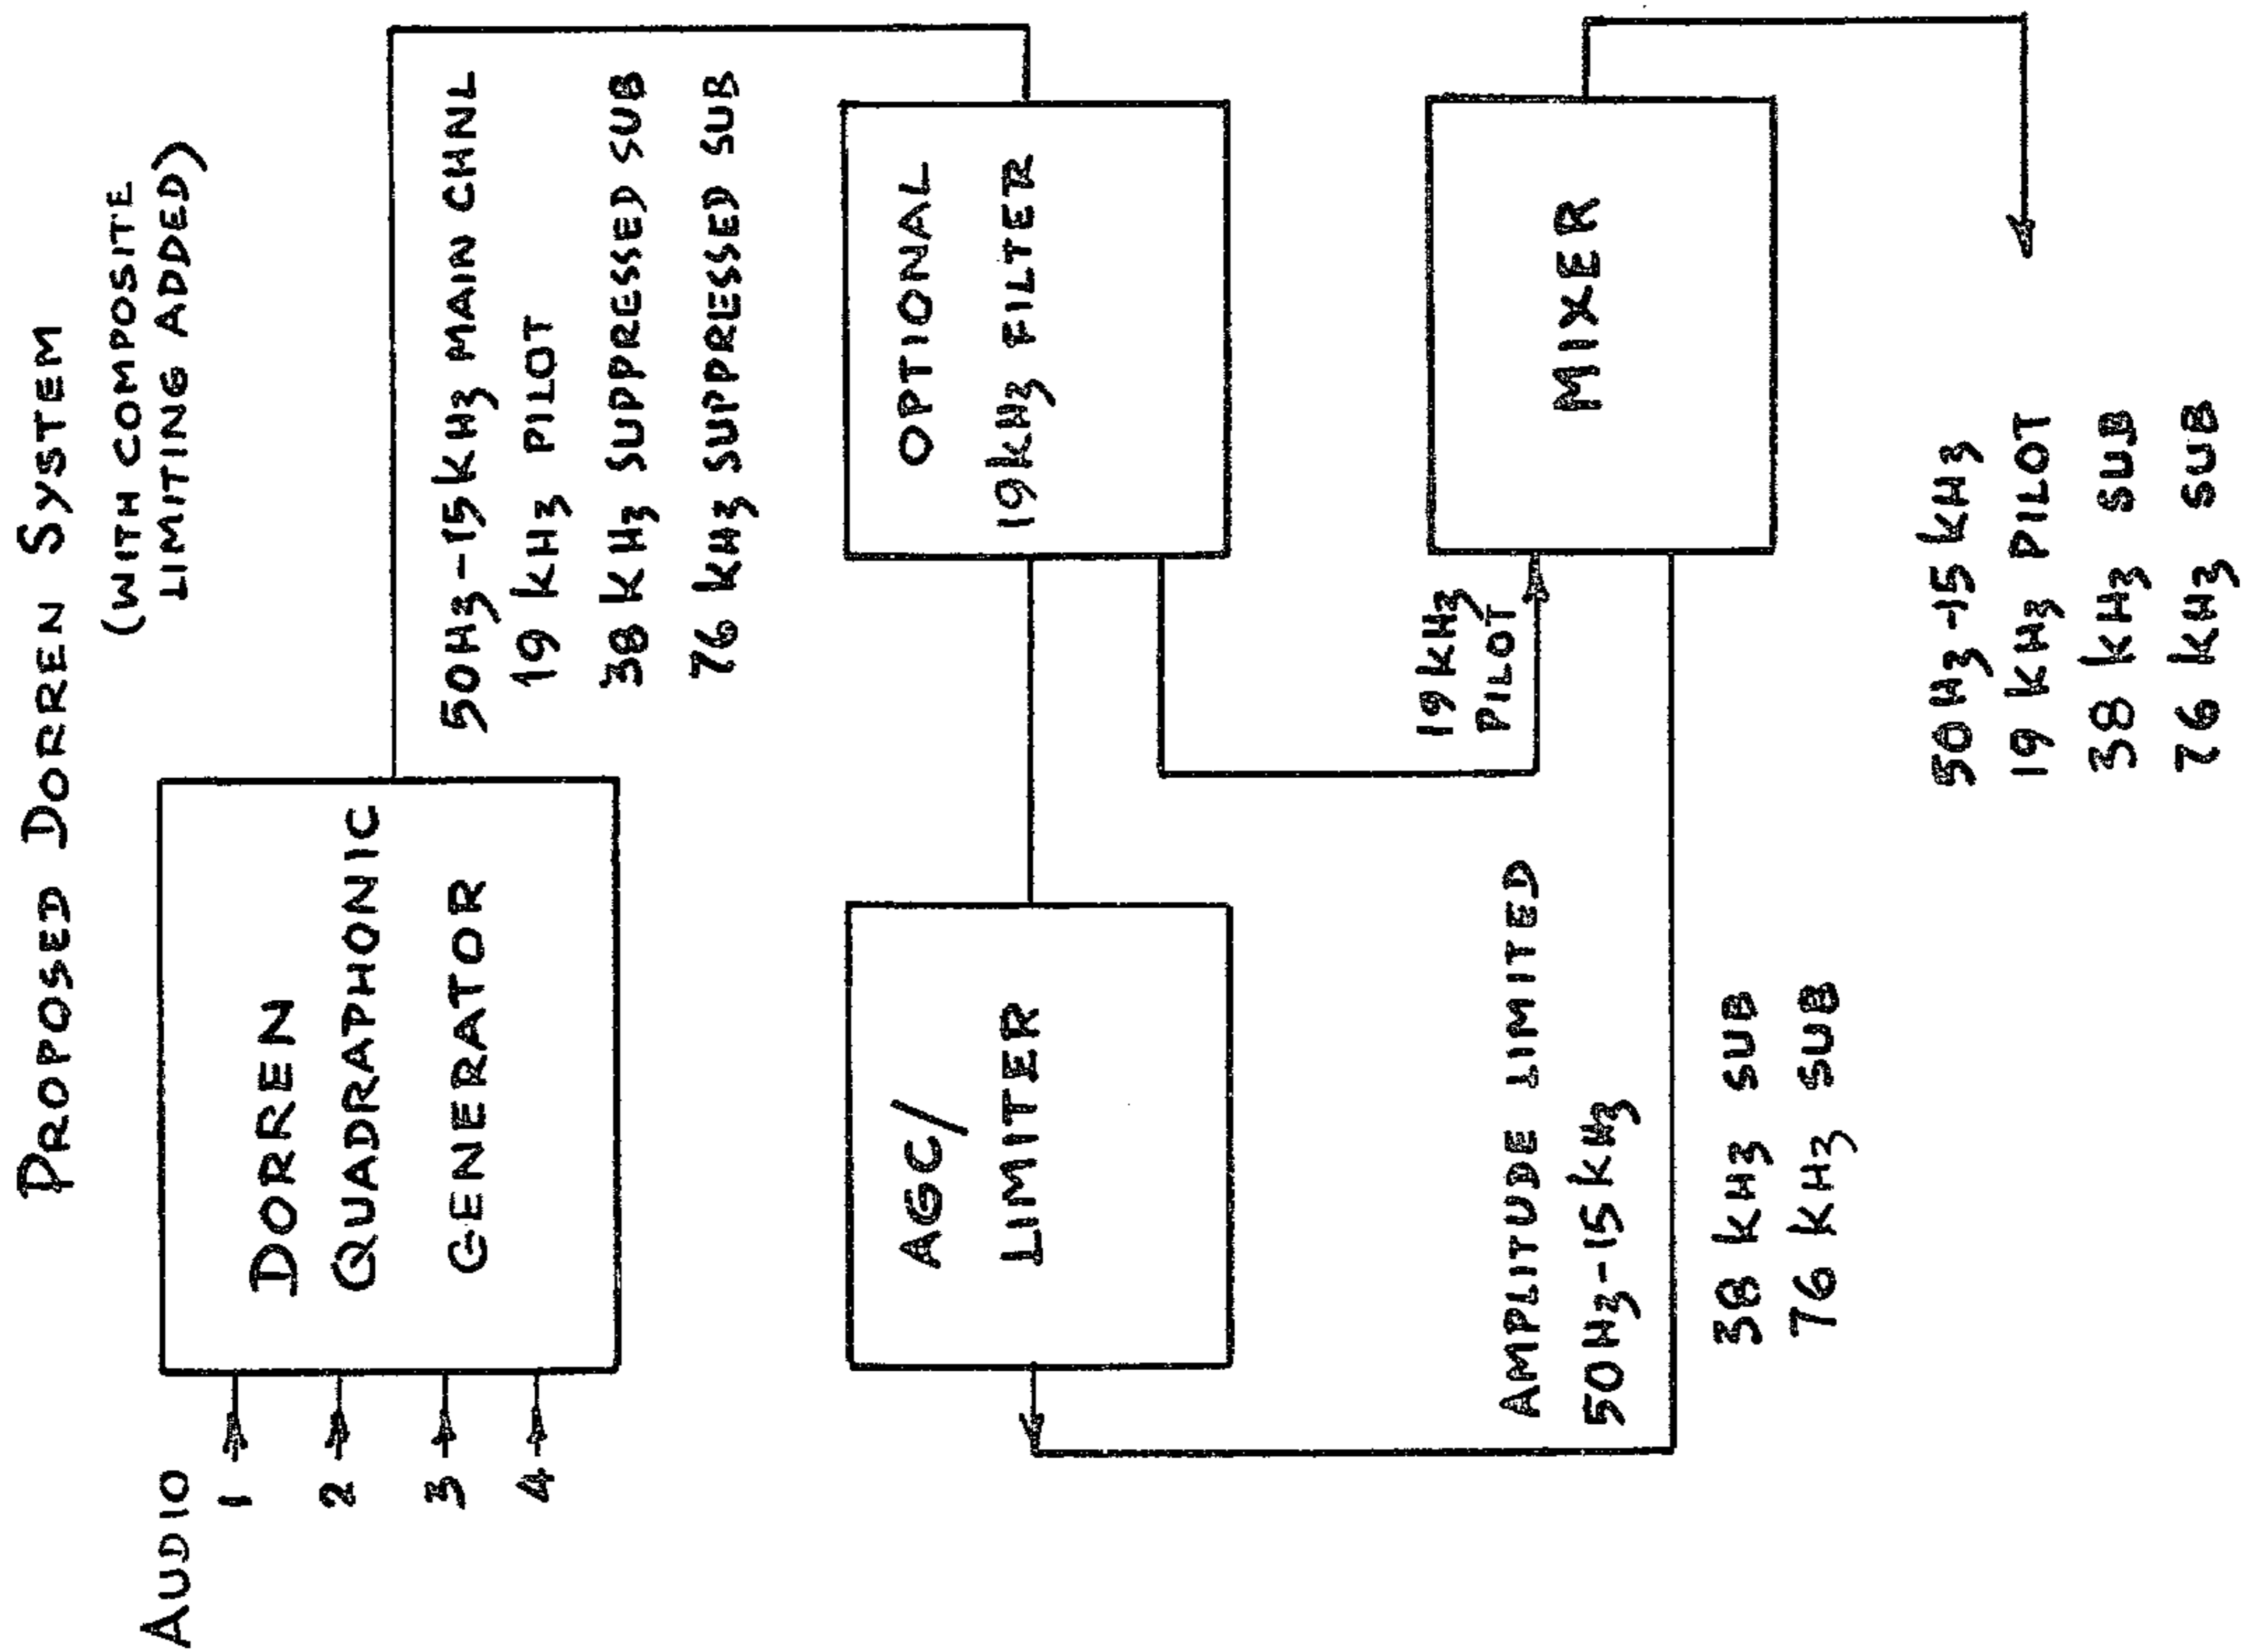 PROPOSED DORREN SYSTEM
(WITH COMPOSITE
LIMITING ADDED)
AUDIO
1
2
3
4
DORREN
QUADRAPHONIC
GENERATOR
50Hz-15KHz MAIN CHNL
19 KHz PILOT
38 KHz SUPPRESSED SUB
76 KHz SUPPRESSED SUB
AGC/
LIMITER
OPTIONAL
19KHz FILTER
19KHz
PILOT
AMPLITUDE LIMITED
50Hz-15KHz
38 KHz SUB
76 KHz SUB
MIXER
50Hz-15 KHz
19 KHz PILOT
38 KHz SUB
76 KHz SUB